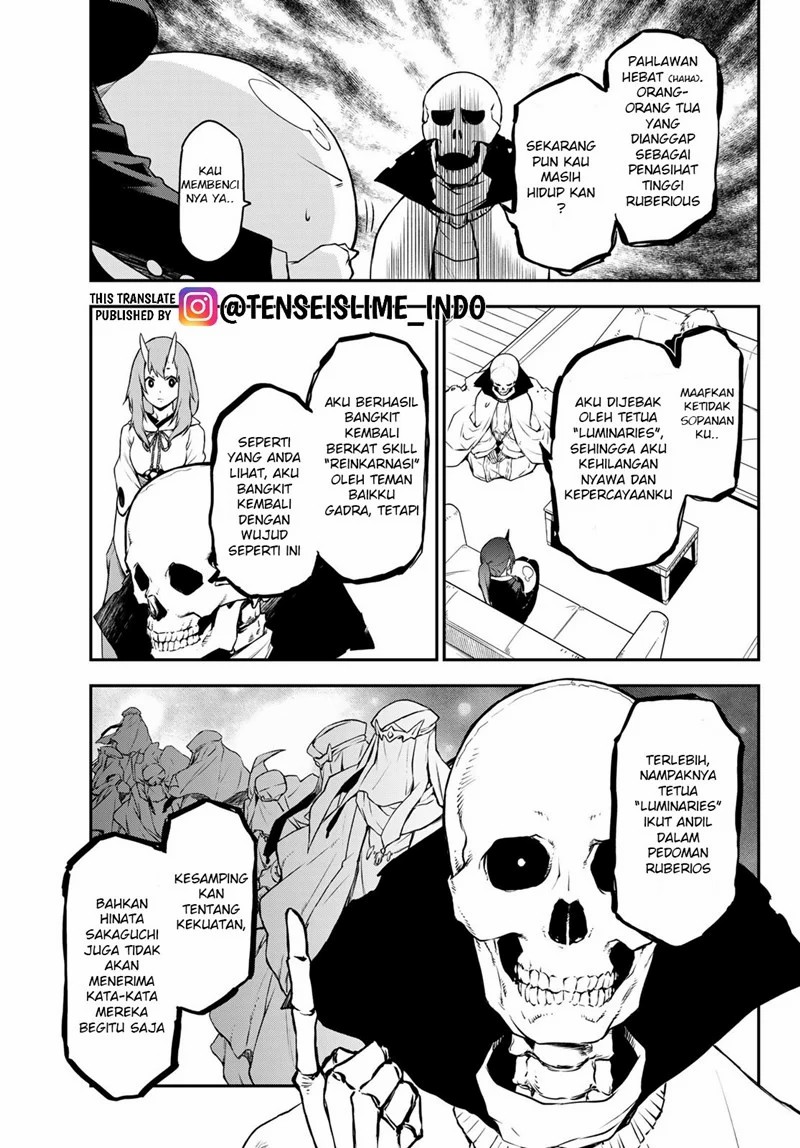 PAHLAWAN
HEBAT (HAHA).
ORANG-
ORANG TUA
YANG
DIANGGAP
SEBAGAI
PENASIHAT
TINGGI
RUBERIOUS
SEKARANG
PUN KAU
MASIH
HIDUP KAN
?
KAU
MEMBENCI
NYA YA..
THIS TRANSLATE
PUBLISHED BY
@TENSEISLIME_INDO
MAAFKAN
KETIDAK
SOPANAN
KU..
AKU DIJEBAK
OLEH TETUA
"LUMINARIES",
SEHINGGA AKU
KEHILANGAN
NYAWA DAN
KEPERCAYAANKU
AKU BERHASIL
BANGKIT
KEMBALI
BERKAT SKILL
"REINKARNASI"
OLEH TEMAN
BAIKKU
GADRA, TETAPI
SEPERTI
YANG ANDA
LIHAT, AKU
BANGKIT
KEMBALI
DENGAN
WUJUD
SEPERTI INI
TERLEBIH,
NAMPAKNYA
TETUA
"LUMINARIES"
IKUT ANDIL
DALAM
PEDOMAN
RUBERIOS
KESAMPING
KAN
TENTANG
KEKUATAN,
BAHKAN
HINATA
SAKAGUCHI
JUGA TIDAK
AKAN
MENERIMA
KATA-KATA
MEREKA
BEGITU SAJA